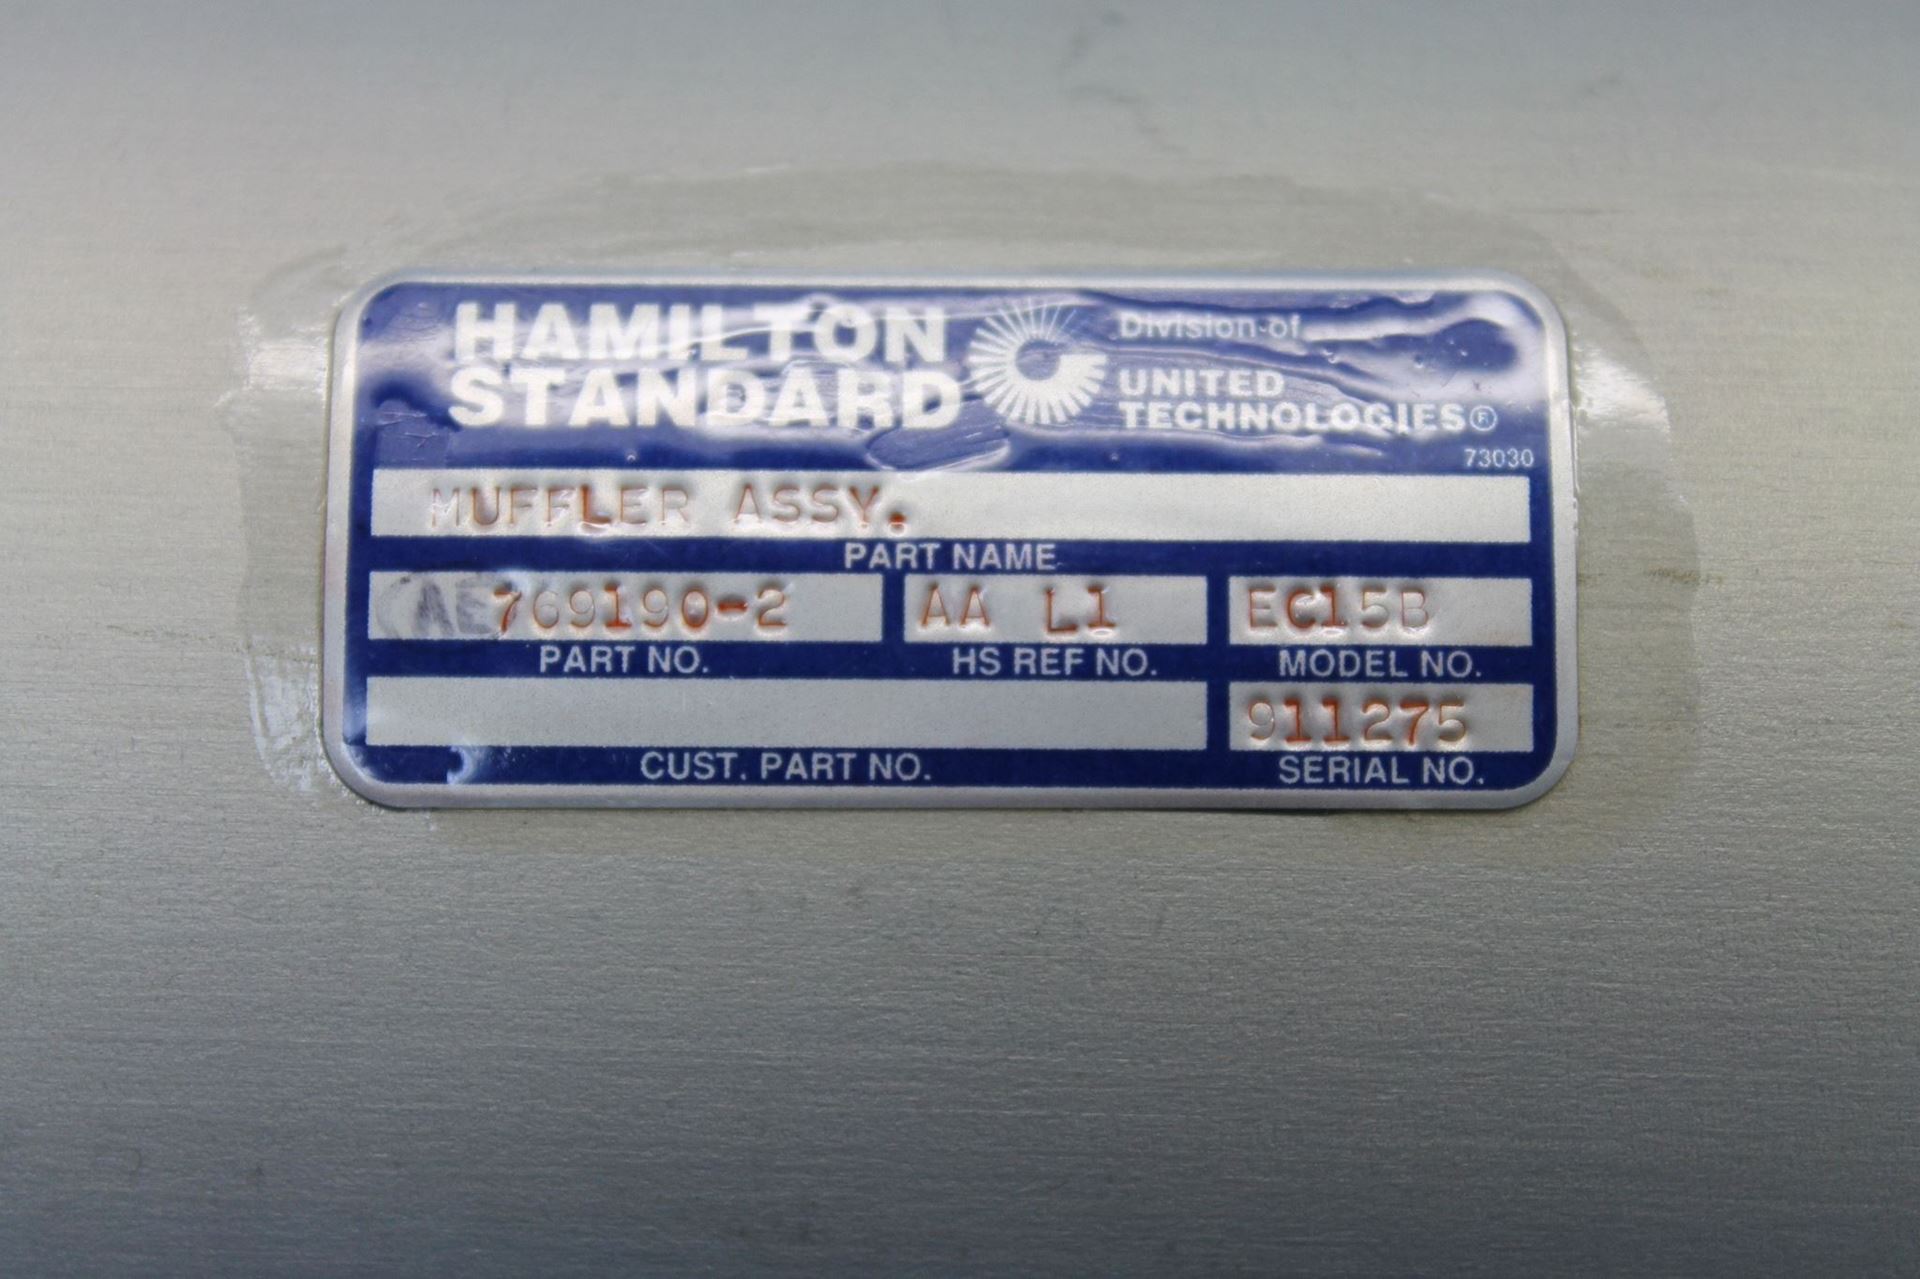 HAMILTON
STANDARD
Division of
UNITED
TECHNOLOGIES®
73030
MUFFLER ASSY.
PART NAME
AE 769190-2
AA L1
EC15B
PART NO.
HS REF NO.
MODEL NO.
911275
CUST. PART NO.
SERIAL NO.